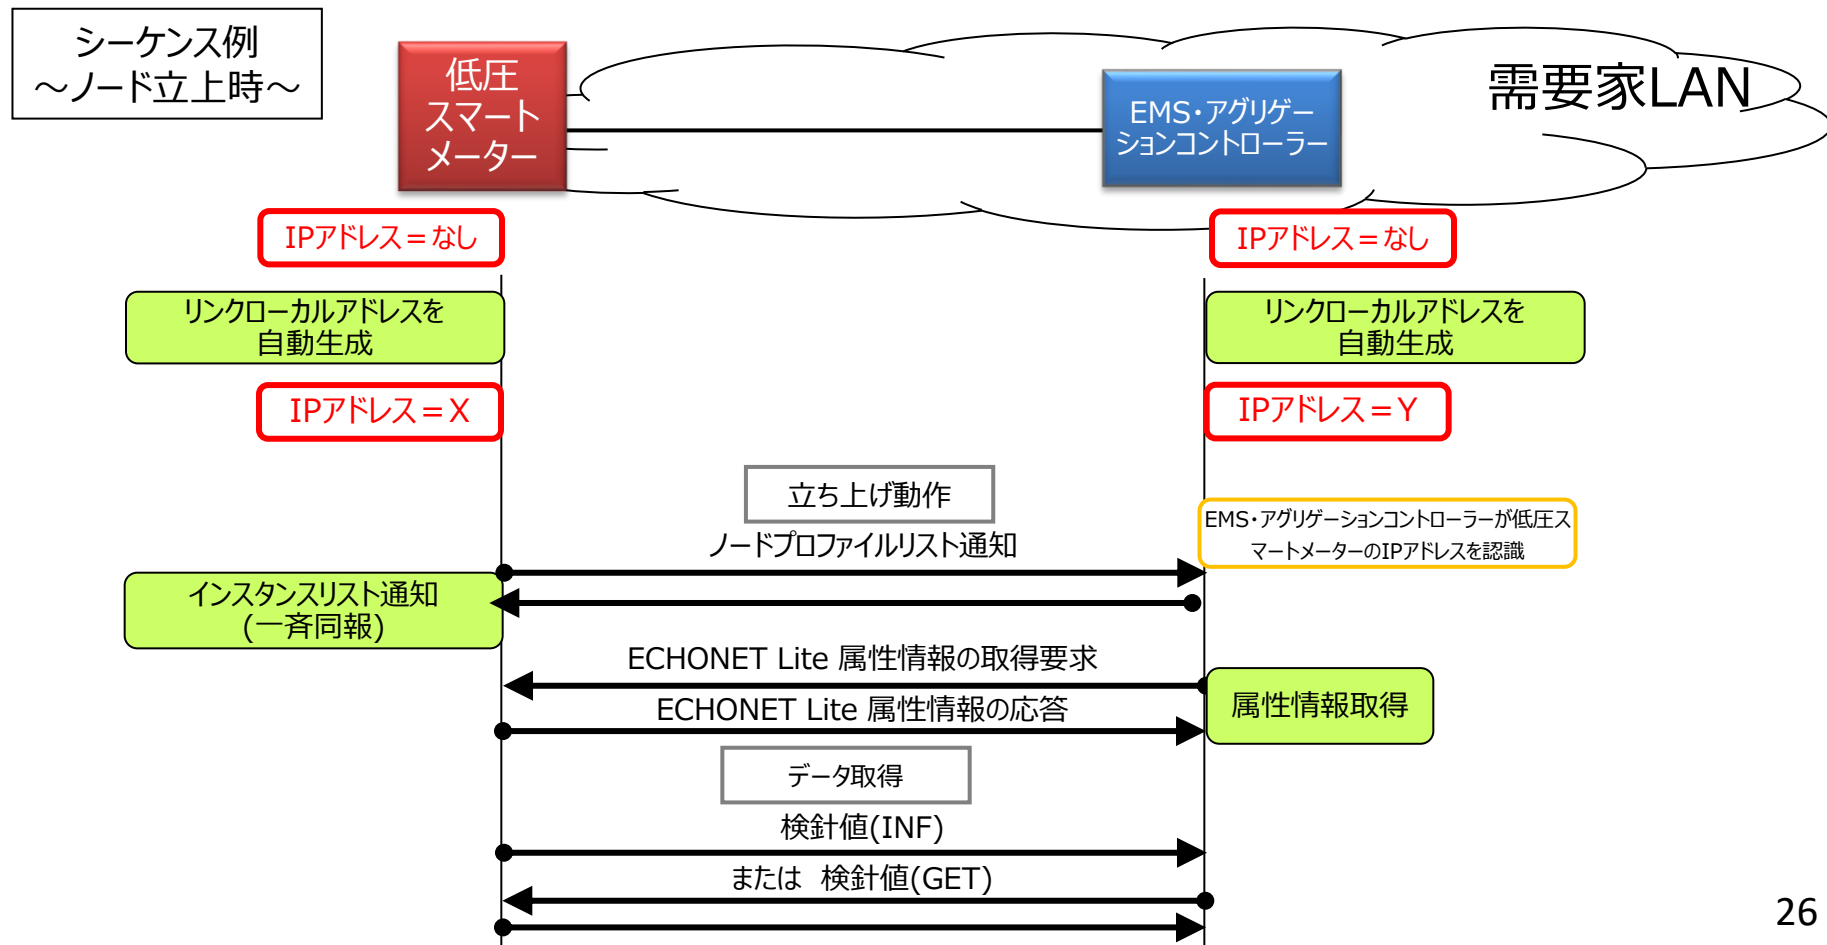 シーケンス例
～ノード立上時～
低圧
スマート
メーター
EMS・アグリゲー
ションコントローラー
需要家LAN
IPアドレス＝なし
IPアドレス＝なし
リンクローカルアドレスを
自動生成
リンクローカルアドレスを
自動生成
IPアドレス＝X
IPアドレス＝Y
立ち上げ動作
EMS・アグリゲーションコントローラーが低圧ス
マートメーターのIPアドレスを認識
ノードプロファイルリスト通知
インスタンスリスト通知
(一斉同報)
ECHONET Lite 属性情報の取得要求
ECHONET Lite 属性情報の応答
属性情報取得
データ取得
検針値(INF)
または 検針値(GET)
26